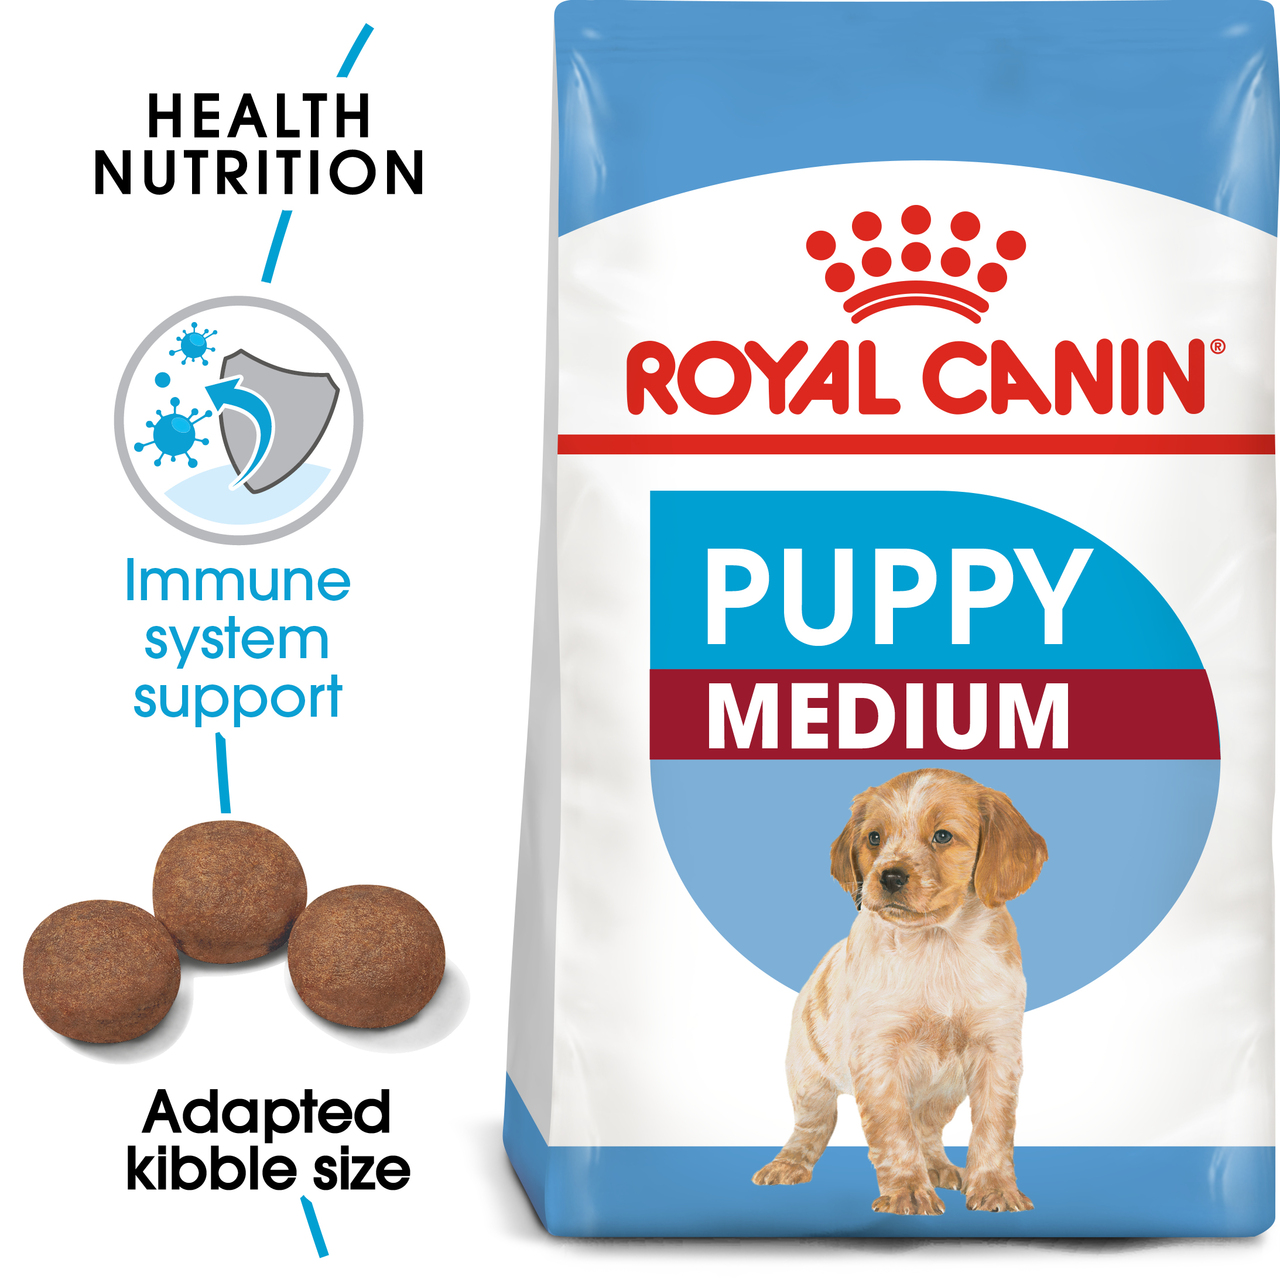 HEALTH
NUTRITION
Immune
system
support
Adapted
kibble size
ROYAL CANIN®
PUPPY
MEDIUM